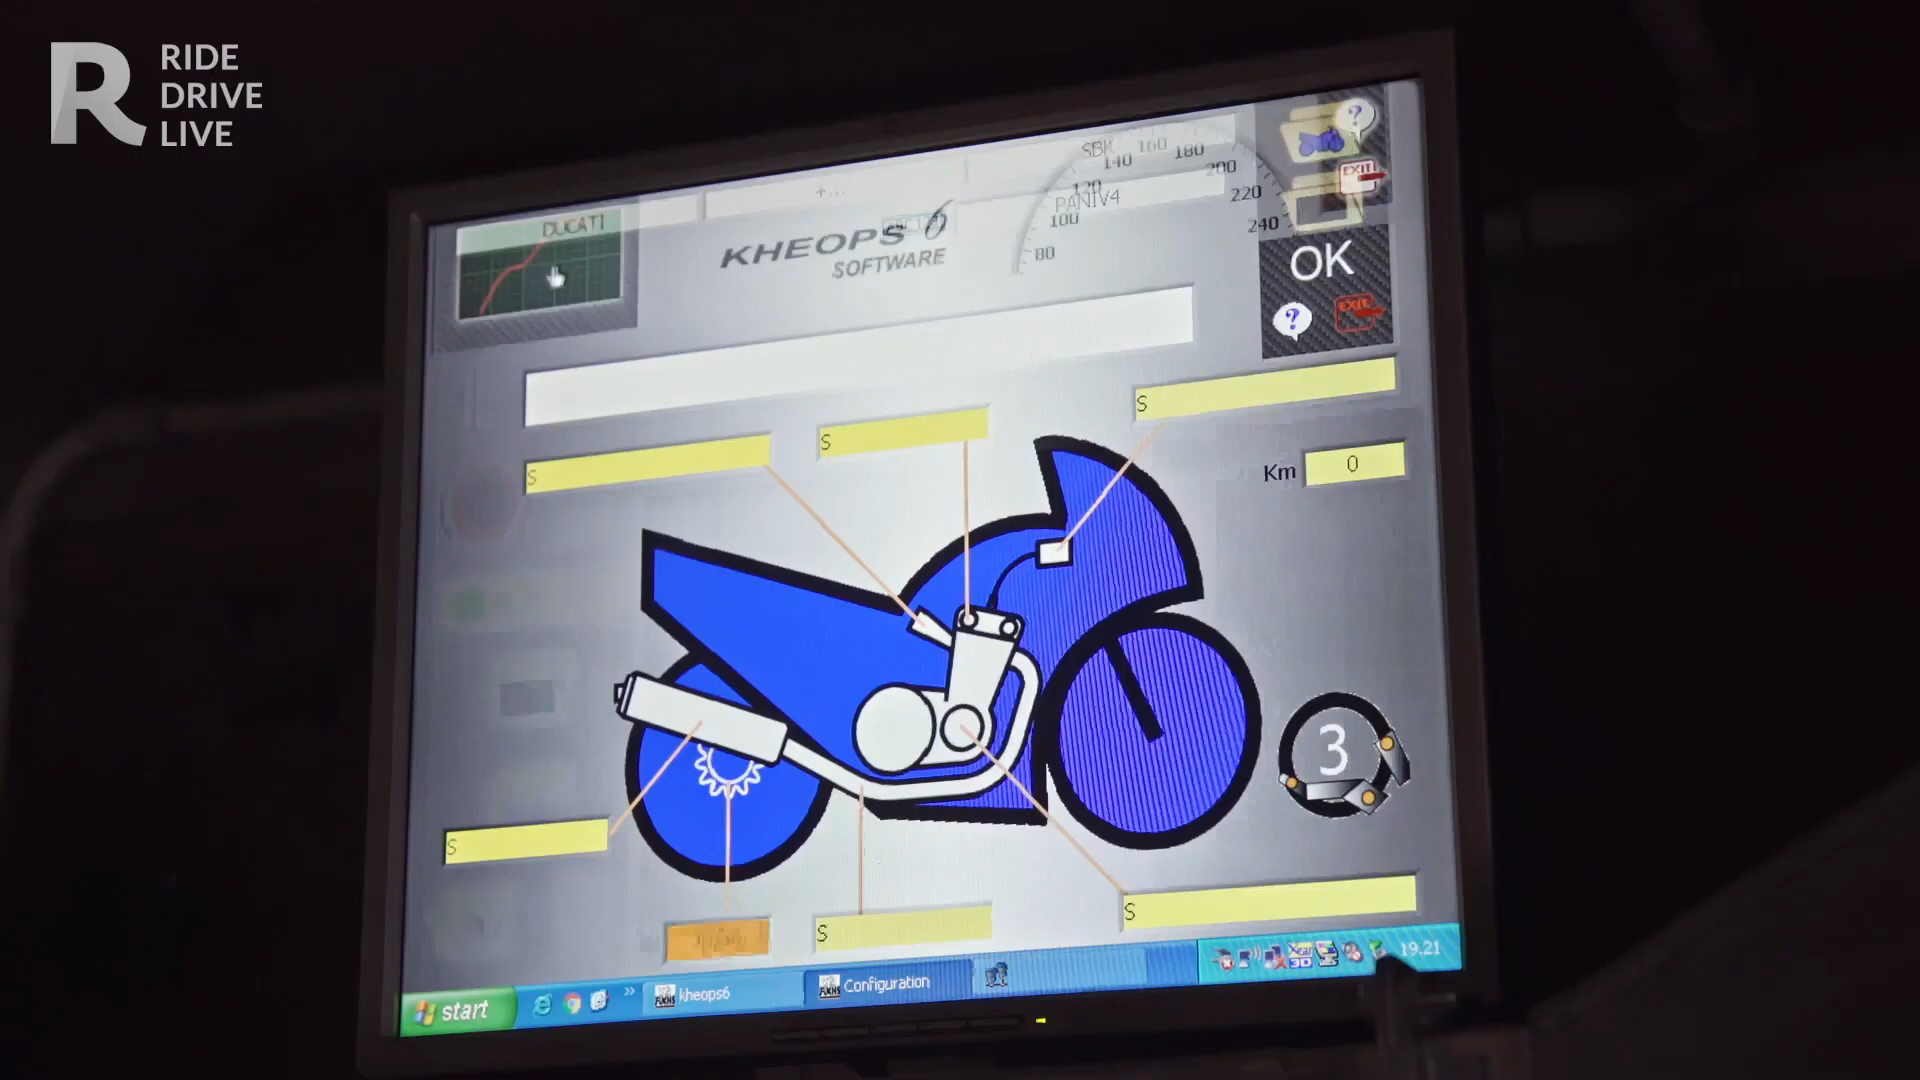 RIDE
DRIVE
LIVE
SBK
80 100 120 140 160 180 200 220 240
+...
PANIV4
DUCATI
KHEOPS 6
SOFTWARE
?
EXIT
OK
?
EXIT
S
S
S
Km 0
3
S
S
S
start
kheops6
Configuration
19.21